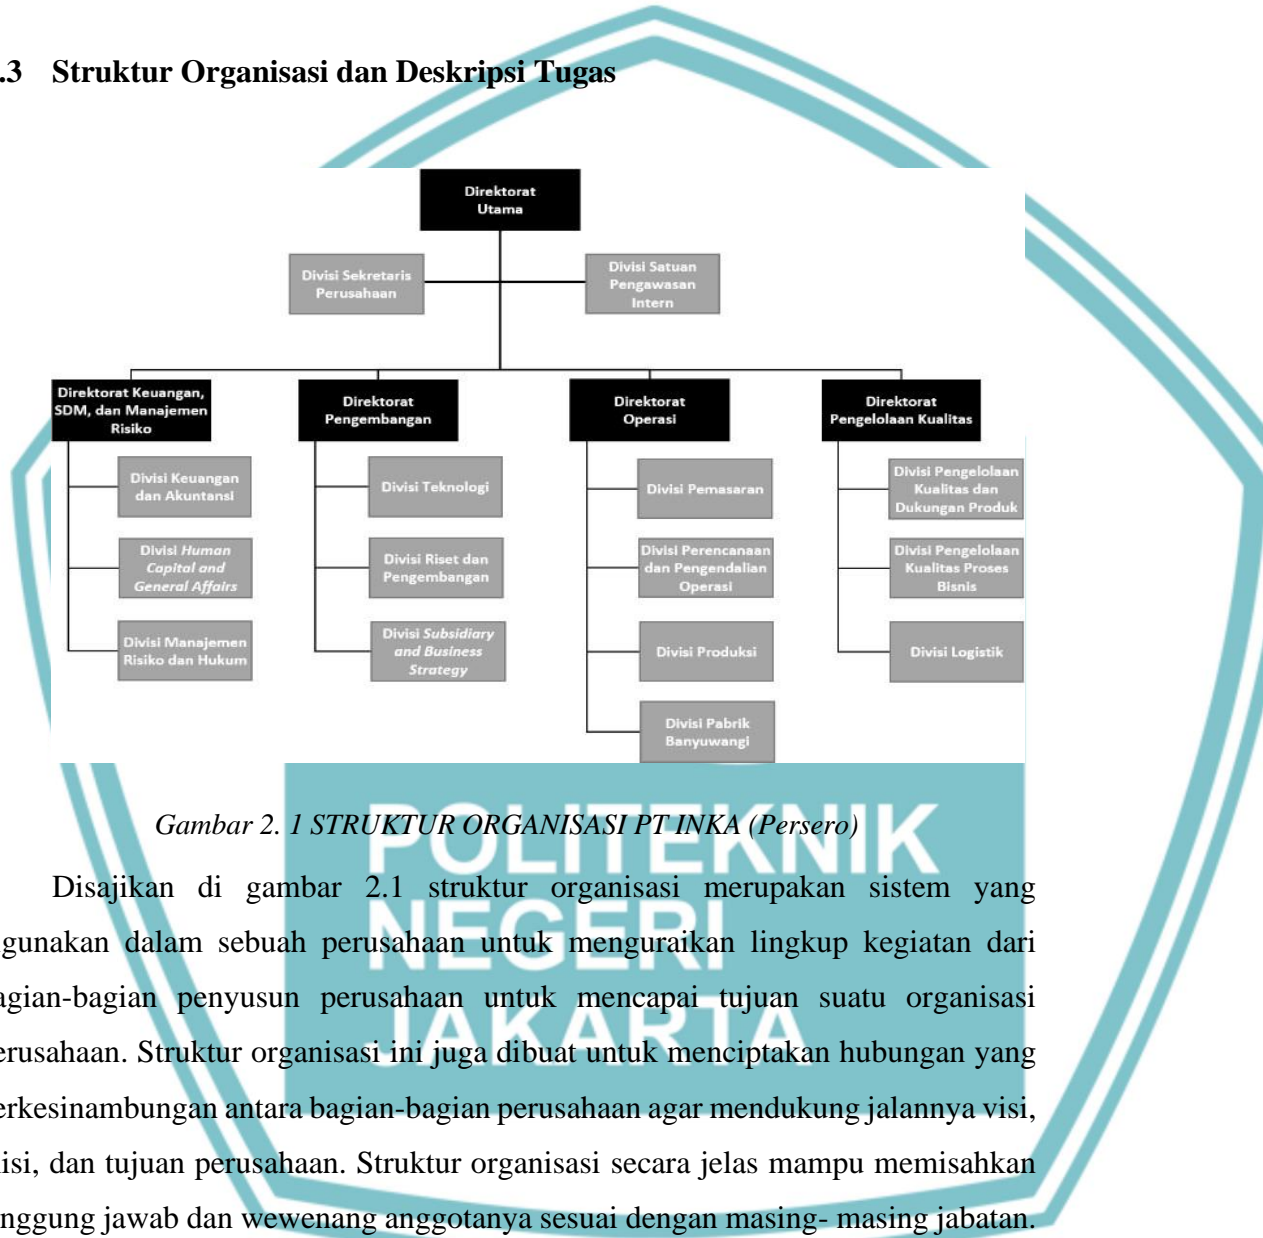 .3 Struktur Organisasi dan Deskripsi Tugas
Direktorat
Utama
Divisi Sekretaris
Perusahaan
Divisi Satuan
Pengawasan
Intern
Direktorat Keuangan,
SDM, dan Manajemen
Risiko
Divisi Keuangan
dan Akuntansi
Divisi Human
Capital and
General Affairs
Divisi Manajemen
Risiko dan Hukum
Direktorat
Pengembangan
Divisi Teknologi
Divisi Riset dan
Pengembangan
Divisi Subsidiary
and Business
Strategy
Direktorat
Operasi
Divisi Pemasaran
Divisi Perencanaan
dan Pengendalian
Operasi
Divisi Produksi
Divisi Pabrik
Banyuwangi
Direktorat
Pengelolaan Kualitas
Divisi Pengelolaan
Kualitas dan
Dukungan Produk
Divisi Pengelolaan
Kualitas Proses
Bisnis
Divisi Logistik
Gambar 2. 1 STRUKTUR ORGANISASI PT INKA (Persero)
Disajikan di gambar 2.1 struktur organisasi merupakan sistem yang
igunakan dalam sebuah perusahaan untuk menguraikan lingkup kegiatan dari
agian-bagian penyusun perusahaan untuk mencapai tujuan suatu organisasi
erusahaan. Struktur organisasi ini juga dibuat untuk menciptakan hubungan yang
erkesinambungan antara bagian-bagian perusahaan agar mendukung jalannya visi,
isi, dan tujuan perusahaan. Struktur organisasi secara jelas mampu memisahkan
nggung jawab dan wewenang anggotanya sesuai dengan masing- masing jabatan.
POLITEKNIK
NEGERI
JAKARTA